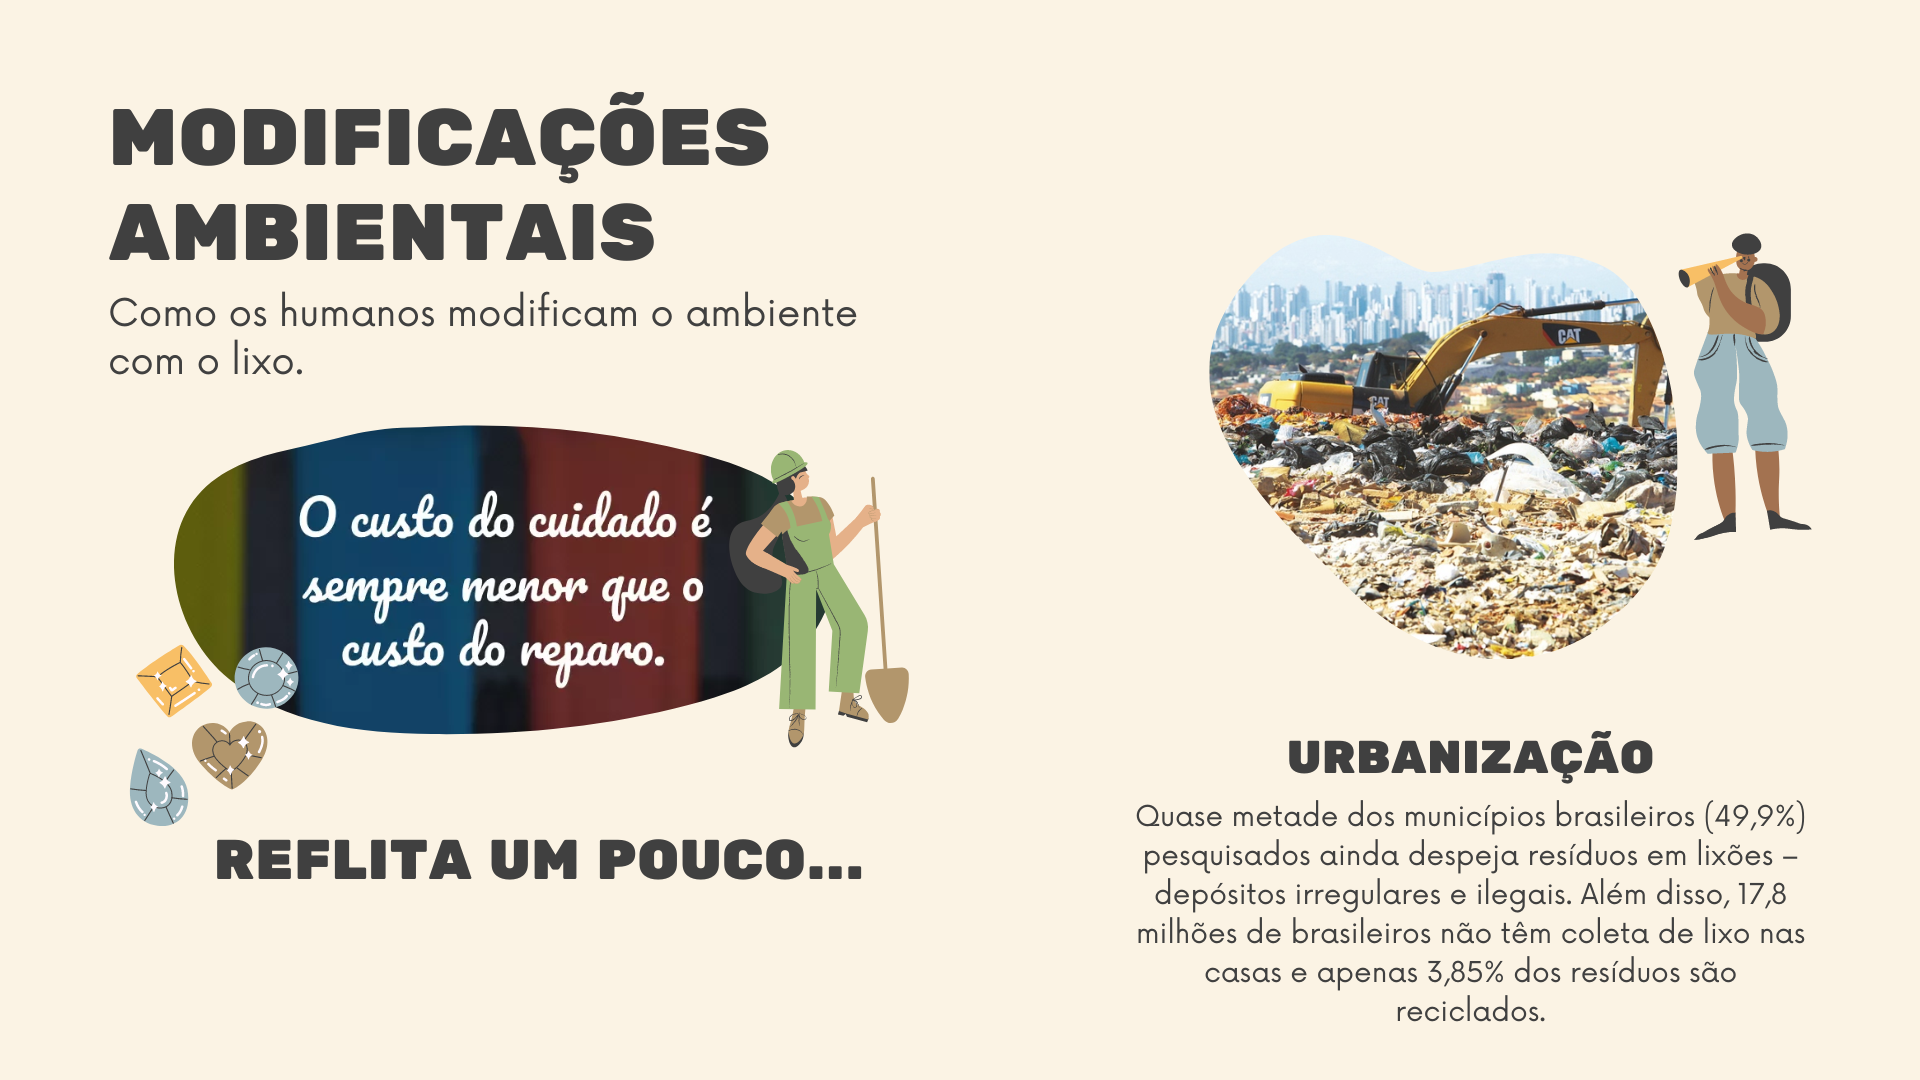 MODIFICAÇÕES
AMBIENTAIS
Como os humanos modificam o ambiente
com o lixo.
O custo do cuidado é
sempre menor que o
custo do reparo.
REFLITA UM POUCO...
CAT
CAT
URBANIZAÇÃO
Quase metade dos municípios brasileiros (49,9%)
pesquisados ainda despeja resíduos em lixões –
depósitos irregulares e ilegais. Além disso, 17,8
milhões de brasileiros não têm coleta de lixo nas
casas e apenas 3,85% dos resíduos são
reciclados.